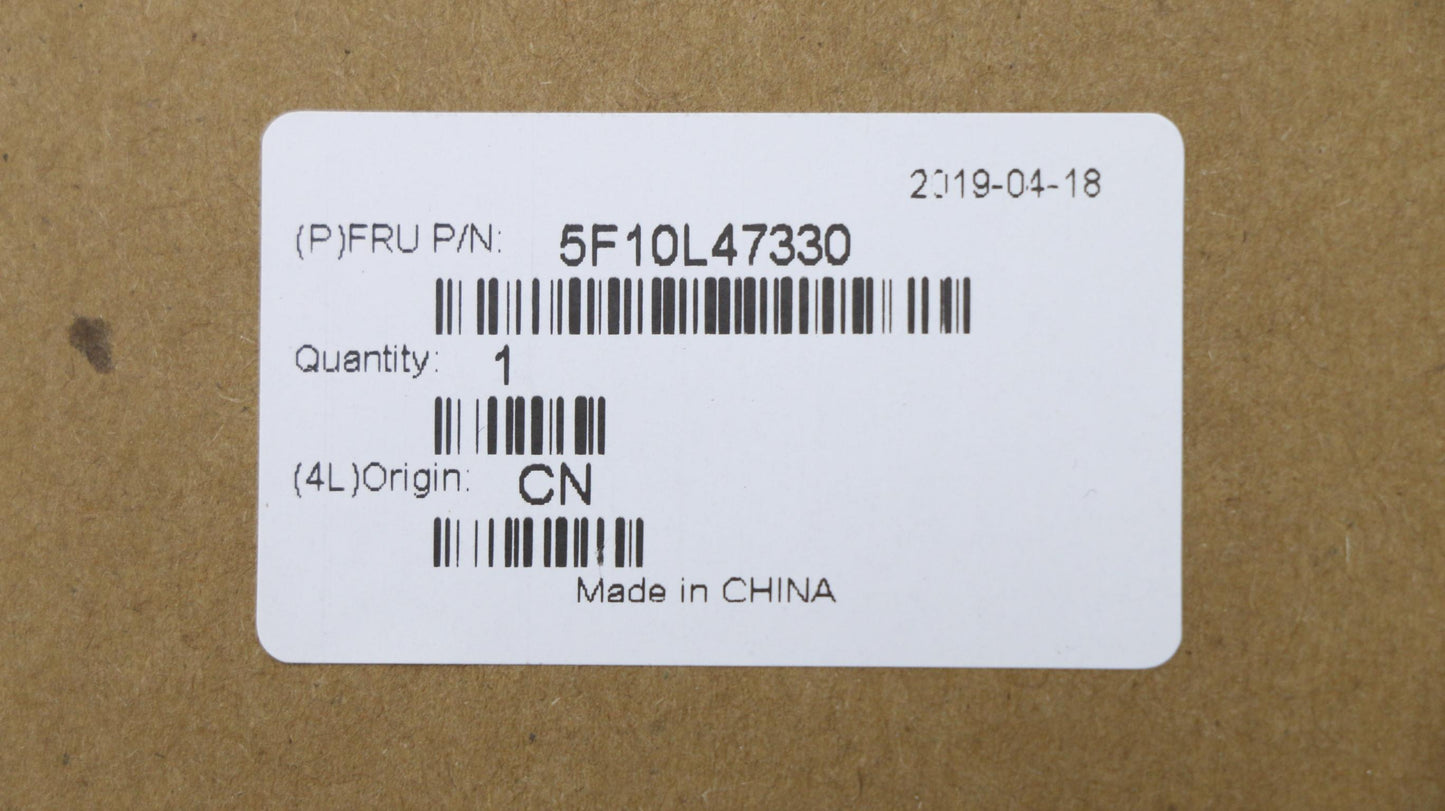 2019-04-18
(P)FRU P/N: 5F10L47330
Quantity: 1
(4L)Origin: CN
Made in CHINA